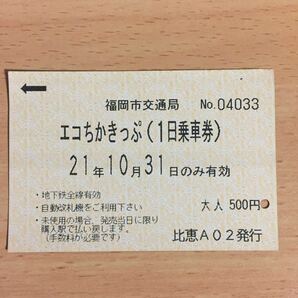 福岡市交通局 No.04033
エコちかきっぷ(1日乗車券)
21年10月31日のみ有効
・地下鉄全線有効
・自動改札機をご利用下さい 大人 500円
・未使用の場合、発売当日に限り
購入駅で払い戻します。
(手数料が必要です) 比恵A02発行